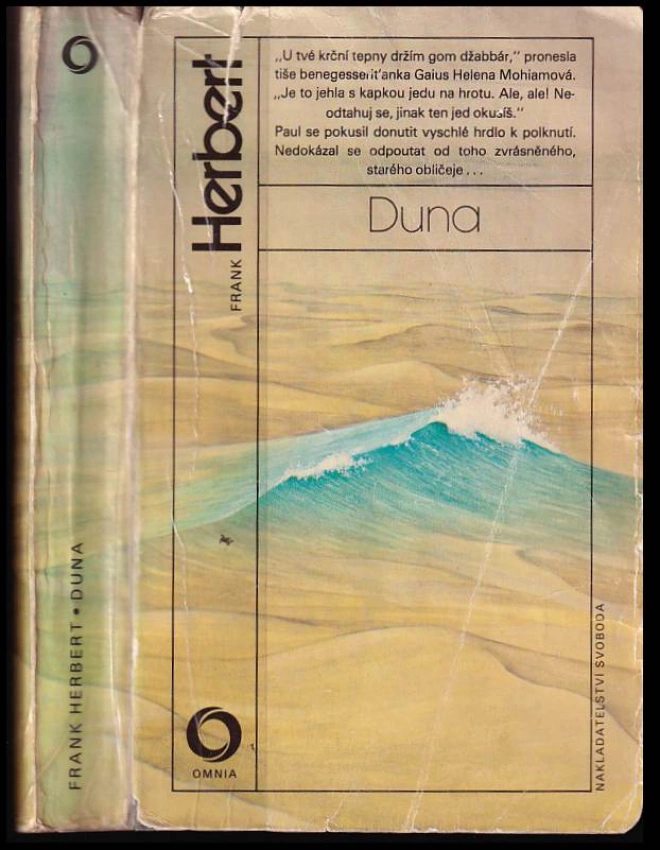 „U tvé krční tepny držím gom džabbár,“ pronesla
tiše benegesseriťanka Gaius Helena Mohiamová.
„Je to jehla s kapkou jedu na hrotu. Ale, ale! Ne-
odtahuj se, jinak ten jed okusíš.“
Paul se pokusil donutit vyschlé hrdlo k polknutí.
Nedokázal se odpoutat od toho zvrásněného,
starého obličeje...
FRANK Herbert
Duna
FRANK HERBERT • DUNA
OMNIA
NAKLADATELSTVÍ SVOBODA